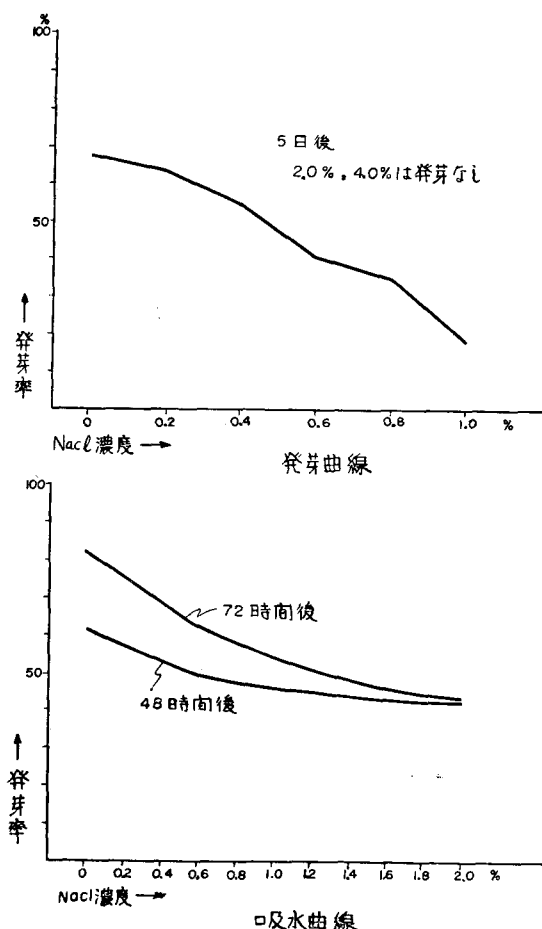 %
100
5日後
2.0%。4.0%は発芽なし
50
→ 発芽率
0 0.2 0.4 0.6 0.8 1.0 %
Nacl濃度 →
発芽曲線
100
72時間後
50
48時間後
→ 発芽率
0 0.2 0.4 0.6 0.8 1.0 1.2 1.4 1.6 1.8 2.0 %
Nacl濃度 →
吸水曲線